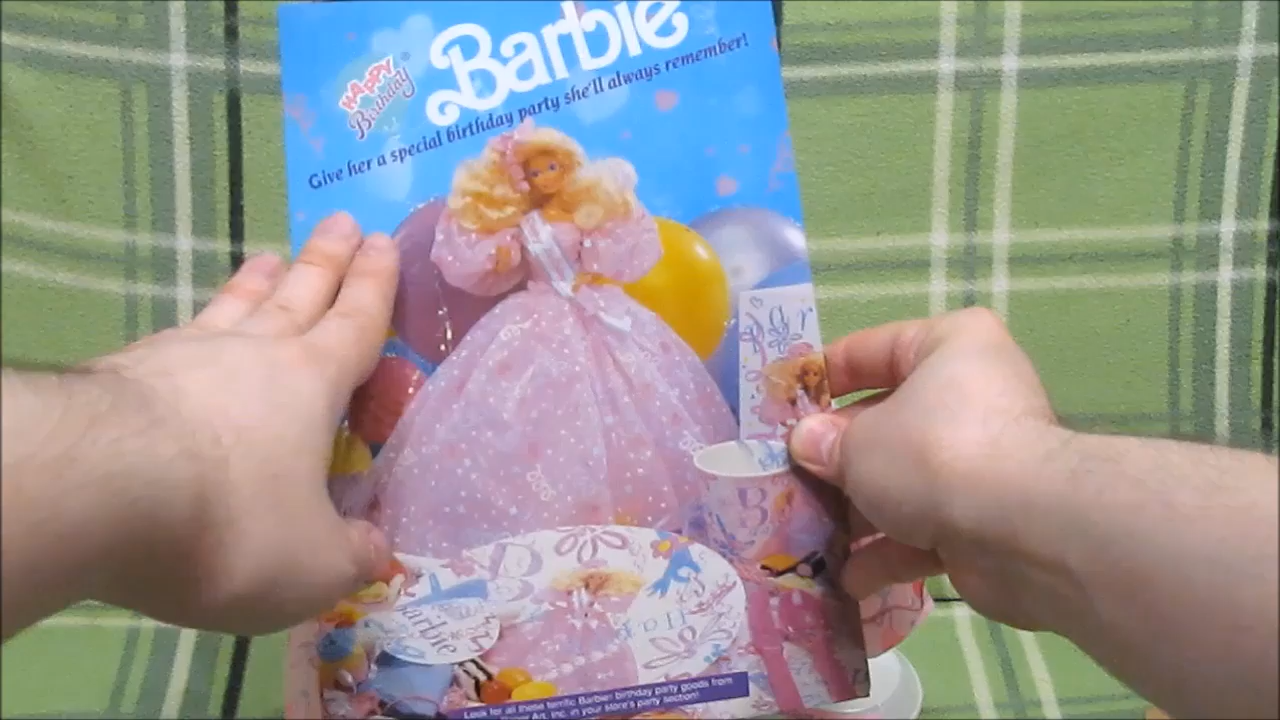 Barbie
HAPPY
Birthday
Give her a special birthday party she'll always remember!
B
Barbie
Look for all these terrific Barbie® birthday party goods from
Art, Inc. in your store's party section!